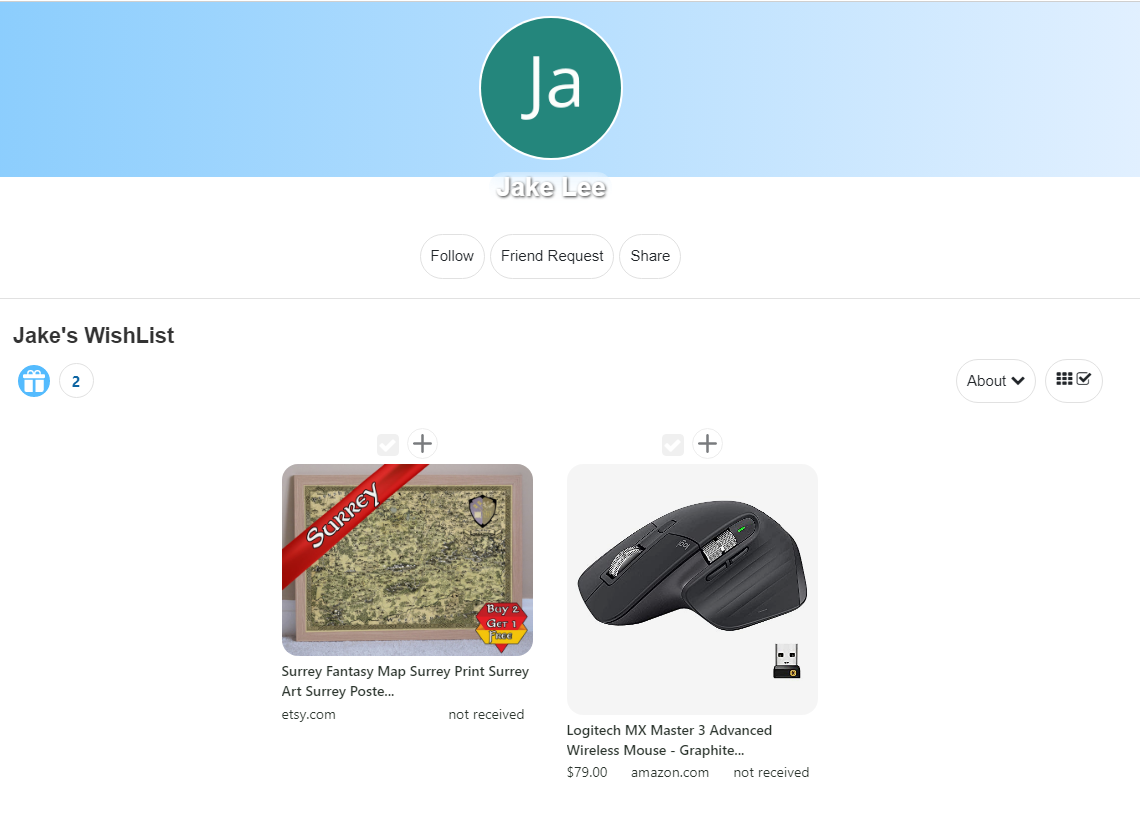 Ja
Jake Lee
Follow
Friend Request
Share
Jake's WishList
2
About
Surrey
Buy 2
Get 1
Free
Surrey Fantasy Map Surrey Print Surrey
Art Surrey Poste...
etsy.com
not received
logi
Logitech MX Master 3 Advanced
Wireless Mouse - Graphite...
$79.00
amazon.com
not received